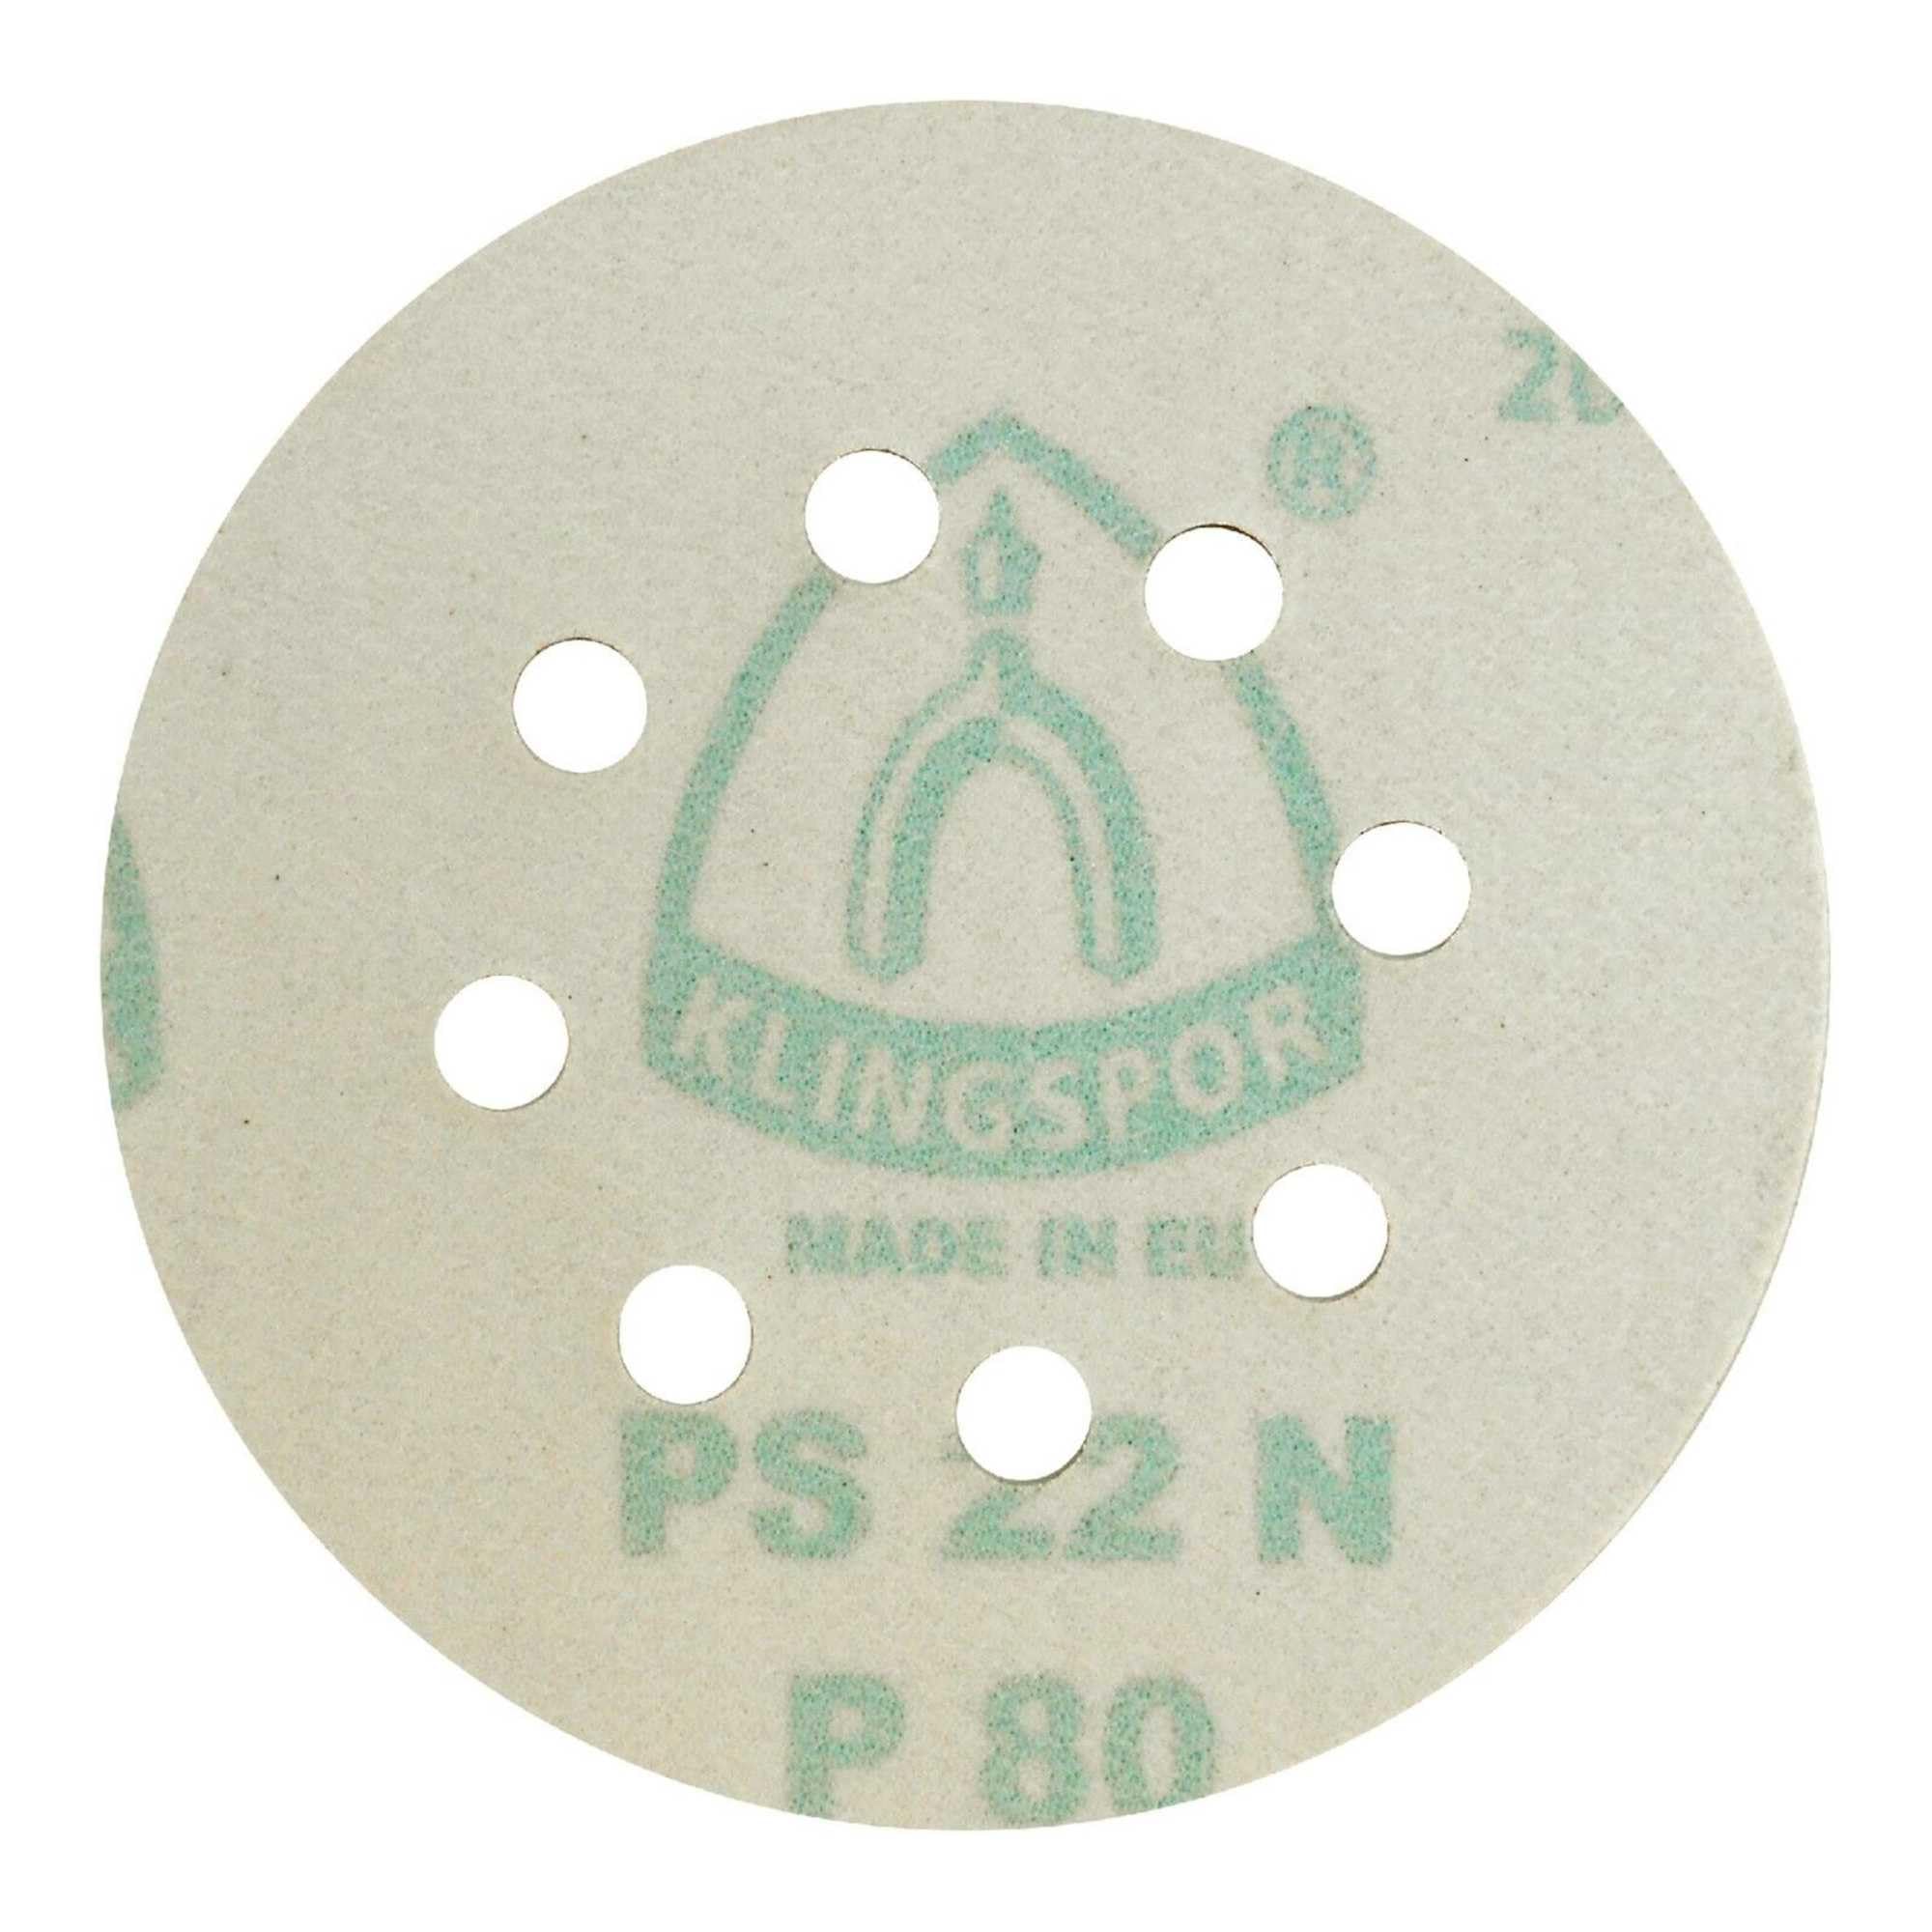 ®
KLINGSPOR
MADE IN EU
PS 22 N
P 80